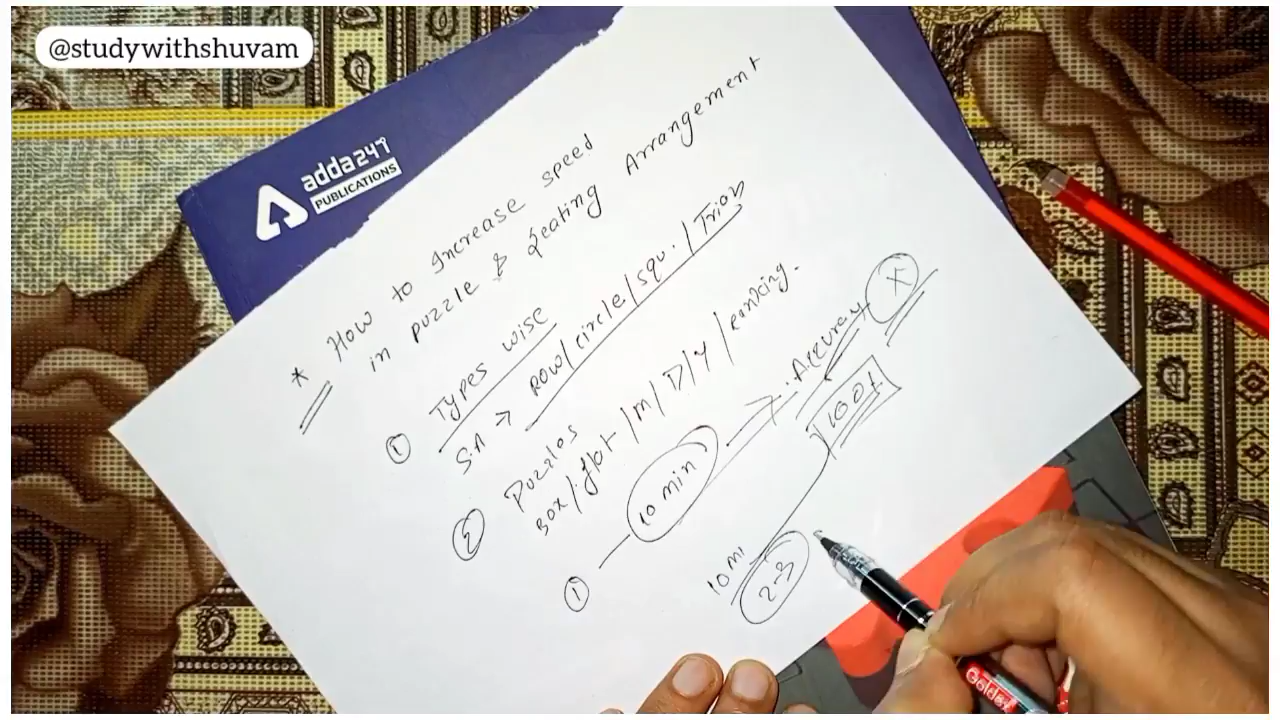 @studywithshuvam
adda247
PUBLICATIONS
* How to Increase speed
in puzzle & Seating Arrangement
① Types wise
S.A → ROW/circle/squ./Trian
② Puzzles
Box/flat/M/D/Y/ranking.
① — 10 min → Accuracy X
100%
10 Mi
2-3
Goldex